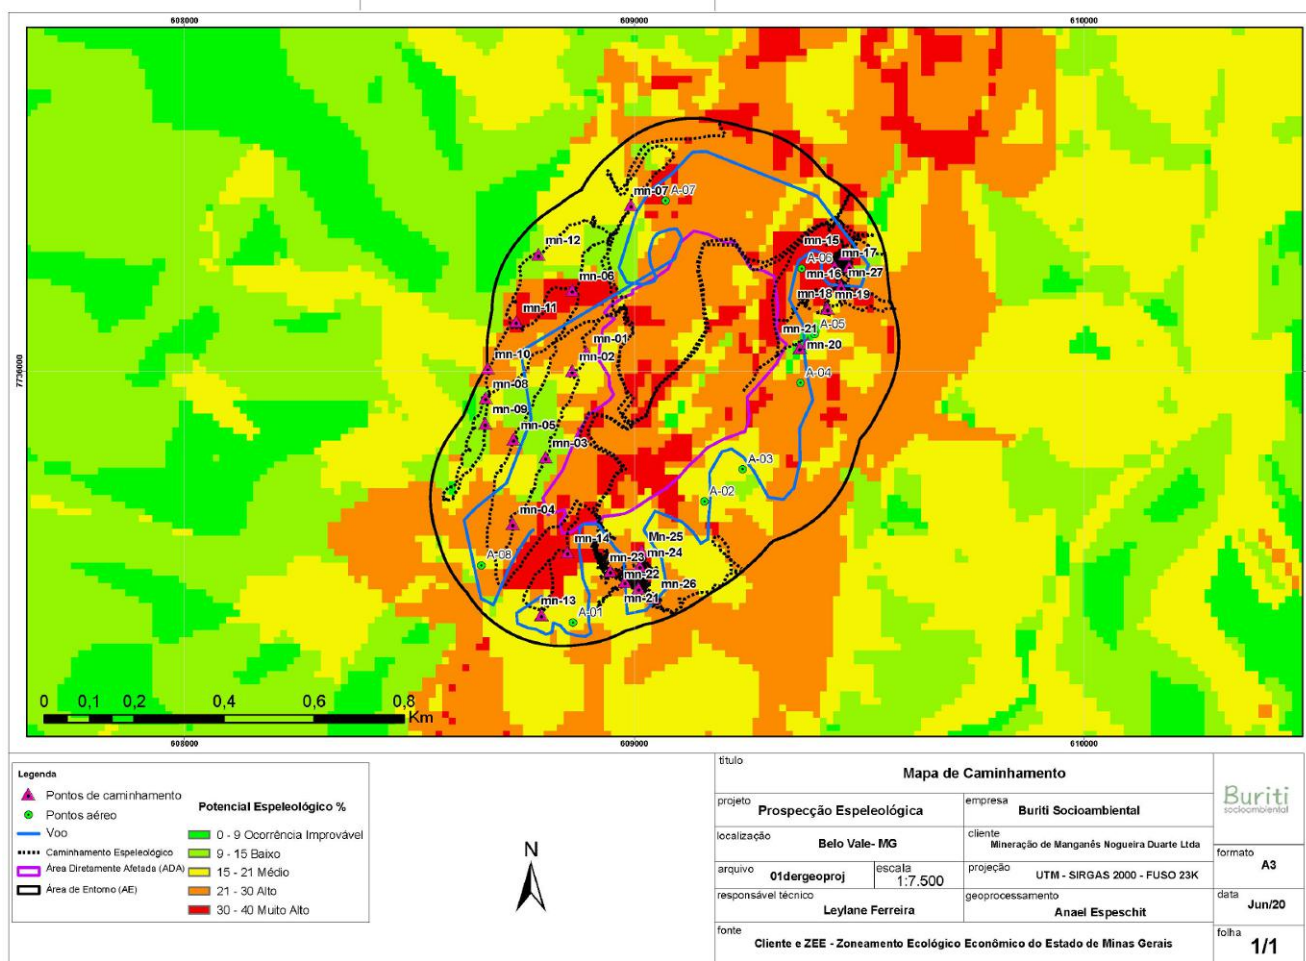 608000
609000
610000
7736000
mn-07
A-07
mn-12
mn-15
mn-17
A-06
mn-06
mn-16
mn-27
mn-11
mn-18
mn-19
mn-21
A-05
mn-01
mn-20
mn-10
mn-02
A-04
mn-08
mn-09
mn-05
mn-03
A-03
A-02
mn-04
mn-14
Mn-25
mn-24
A-08
mn-23
mn-22
mn-26
mn-21
mn-13
A-01
0 0,1 0,2 0,4 0,6 0,8
Km
608000
609000
610000
Legenda
Pontos de caminhamento
Pontos aéreo
Voo
Caminhamento Espeleológico
Área Diretamente Afetada (ADA)
Área de Entorno (AE)
Potencial Espeleológico %
0 - 9 Ocorrência Improvável
9 - 15 Baixo
15 - 21 Médio
21 - 30 Alto
30 - 40 Muito Alto
N
título
Mapa de Caminhamento
projeto
Prospecção Espeleológica
empresa
Buriti Socioambiental
localização
Belo Vale- MG
cliente
Mineração de Manganês Nogueira Duarte Ltda
arquivo
01dergeoproj
escala
1:7.500
projeção
UTM - SIRGAS 2000 - FUSO 23K
responsável técnico
Leylane Ferreira
geoprocessamento
Anael Espeschit
fonte
Cliente e ZEE - Zoneamento Ecológico Econômico do Estado de Minas Gerais
Buriti
socioambiental
formato
A3
data
Jun/20
folha
1/1